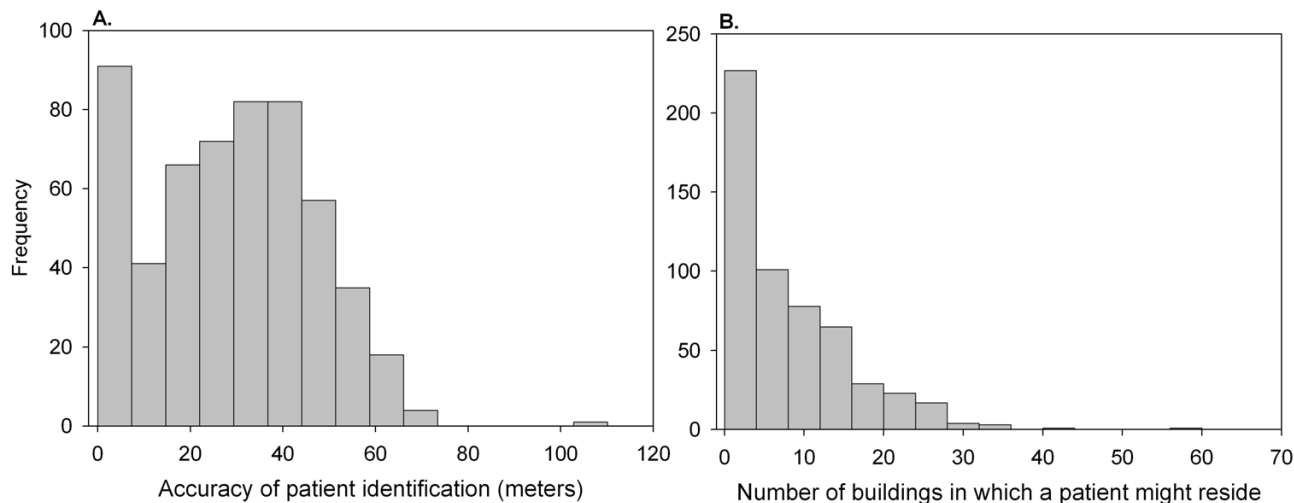 A.
100
80
60
40
20
0
Frequency
0 20 40 60 80 100 120
Accuracy of patient identification (meters)
B.
250
200
150
100
50
0
0 10 20 30 40 50 60 70
Number of buildings in which a patient might reside